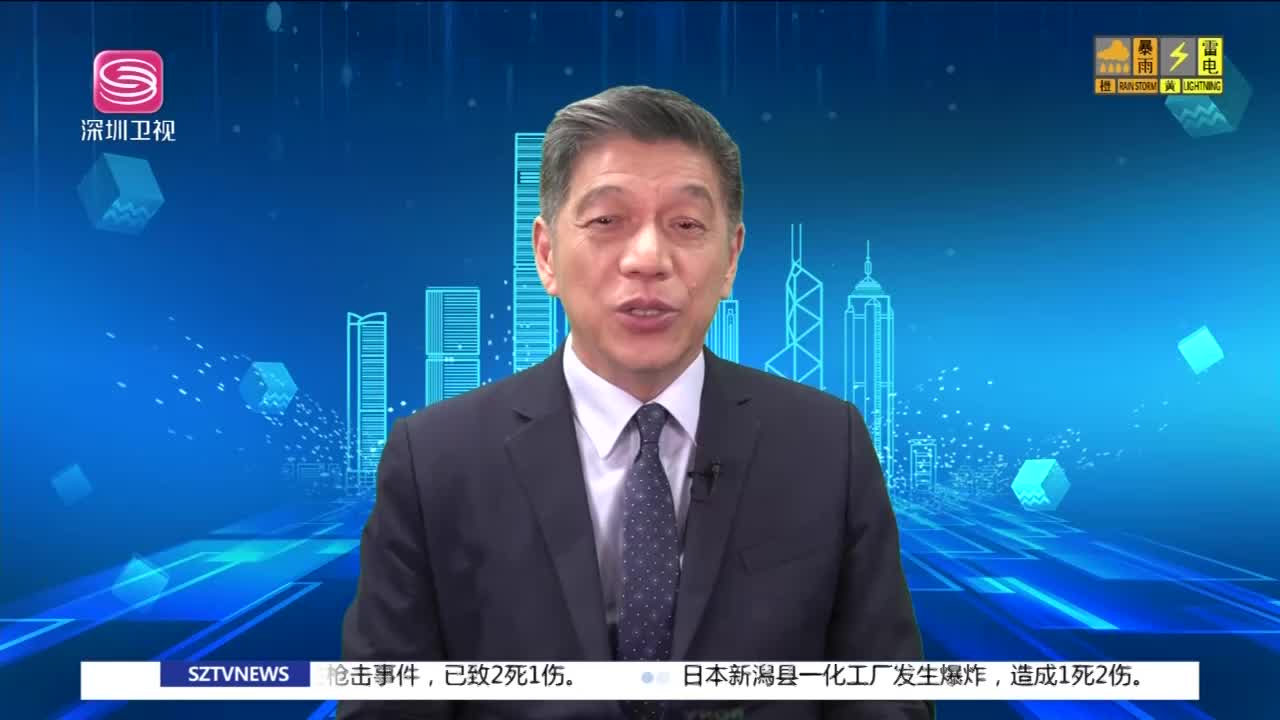 深圳卫视
暴雨
雷电
橙 RAIN STORM 黄 LIGHTNING
SZTVNEWS 枪击事件，已致2死1伤。 日本新潟县一化工厂发生爆炸，造成1死2伤。